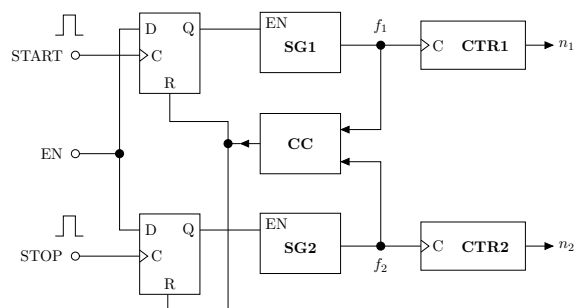 D Q EN SG1 f₁ C CTR1 n₁
START C
R
EN CC
D Q EN SG2 C CTR2 n₂
STOP C f₂
R